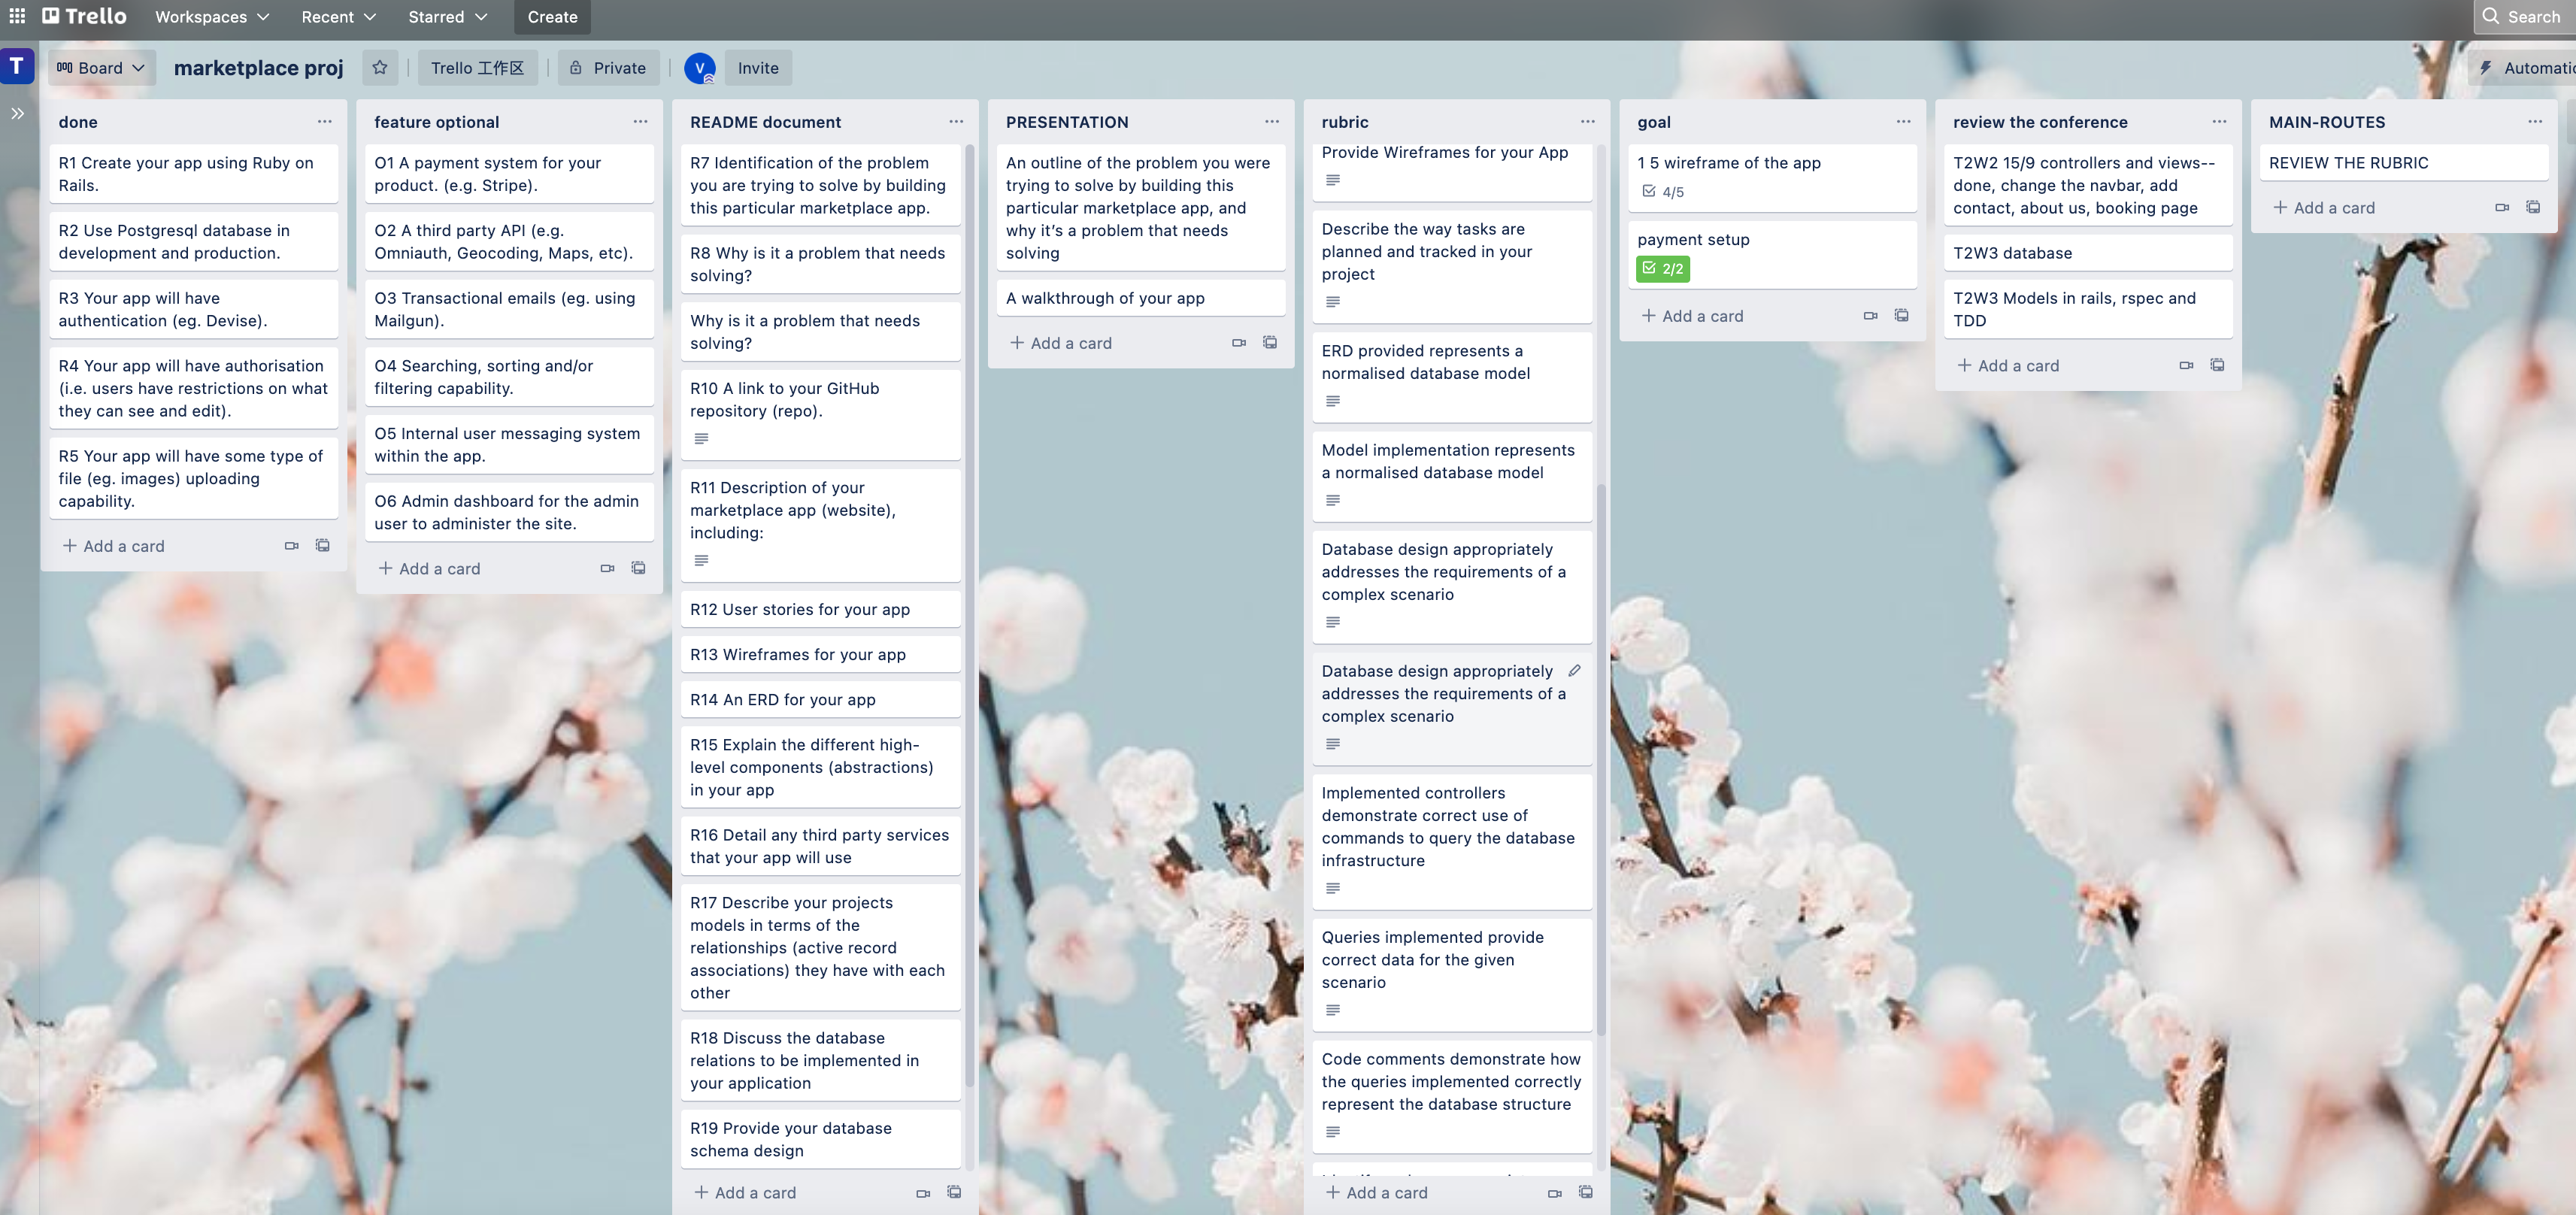 Trello
Workspaces
Recent
Starred
Create
Search
T
Board
marketplace proj
Trello 工作区
Private
V
Invite
done
R1 Create your app using Ruby on
Rails.
R2 Use Postgresql database in
development and production.
R3 Your app will have
authentication (eg. Devise).
R4 Your app will have authorisation
(i.e. users have restrictions on what
they can see and edit).
R5 Your app will have some type of
file (eg. images) uploading
capability.
+ Add a card
feature optional
O1 A payment system for your
product. (e.g. Stripe).
O2 A third party API (e.g.
Omniauth, Geocoding, Maps, etc).
O3 Transactional emails (eg. using
Mailgun).
O4 Searching, sorting and/or
filtering capability.
O5 Internal user messaging system
within the app.
O6 Admin dashboard for the admin
user to administer the site.
+ Add a card
README document
R7 Identification of the problem
you are trying to solve by building
this particular marketplace app.
R8 Why is it a problem that needs
solving?
Why is it a problem that needs
solving?
R10 A link to your GitHub
repository (repo).
R11 Description of your
marketplace app (website),
including:
R12 User stories for your app
R13 Wireframes for your app
R14 An ERD for your app
R15 Explain the different high-
level components (abstractions)
in your app
R16 Detail any third party services
that your app will use
R17 Describe your projects
models in terms of the
relationships (active record
associations) they have with each
other
R18 Discuss the database
relations to be implemented in
your application
R19 Provide your database
schema design
+ Add a card
PRESENTATION
An outline of the problem you were
trying to solve by building this
particular marketplace app, and
why it's a problem that needs
solving
A walkthrough of your app
+ Add a card
rubric
Provide Wireframes for your App
Describe the way tasks are
planned and tracked in your
project
ERD provided represents a
normalised database model
Model implementation represents
a normalised database model
Database design appropriately
addresses the requirements of a
complex scenario
Database design appropriately
addresses the requirements of a
complex scenario
Implemented controllers
demonstrate correct use of
commands to query the database
infrastructure
Queries implemented provide
correct data for the given
scenario
Code comments demonstrate how
the queries implemented correctly
represent the database structure
+ Add a card
goal
1 5 wireframe of the app
4/5
payment setup
2/2
+ Add a card
review the conference
T2W2 15/9 controllers and views--
done, change the navbar, add
contact, about us, booking page
T2W3 database
T2W3 Models in rails, rspec and
TDD
+ Add a card
MAIN-ROUTES
REVIEW THE RUBRIC
+ Add a card